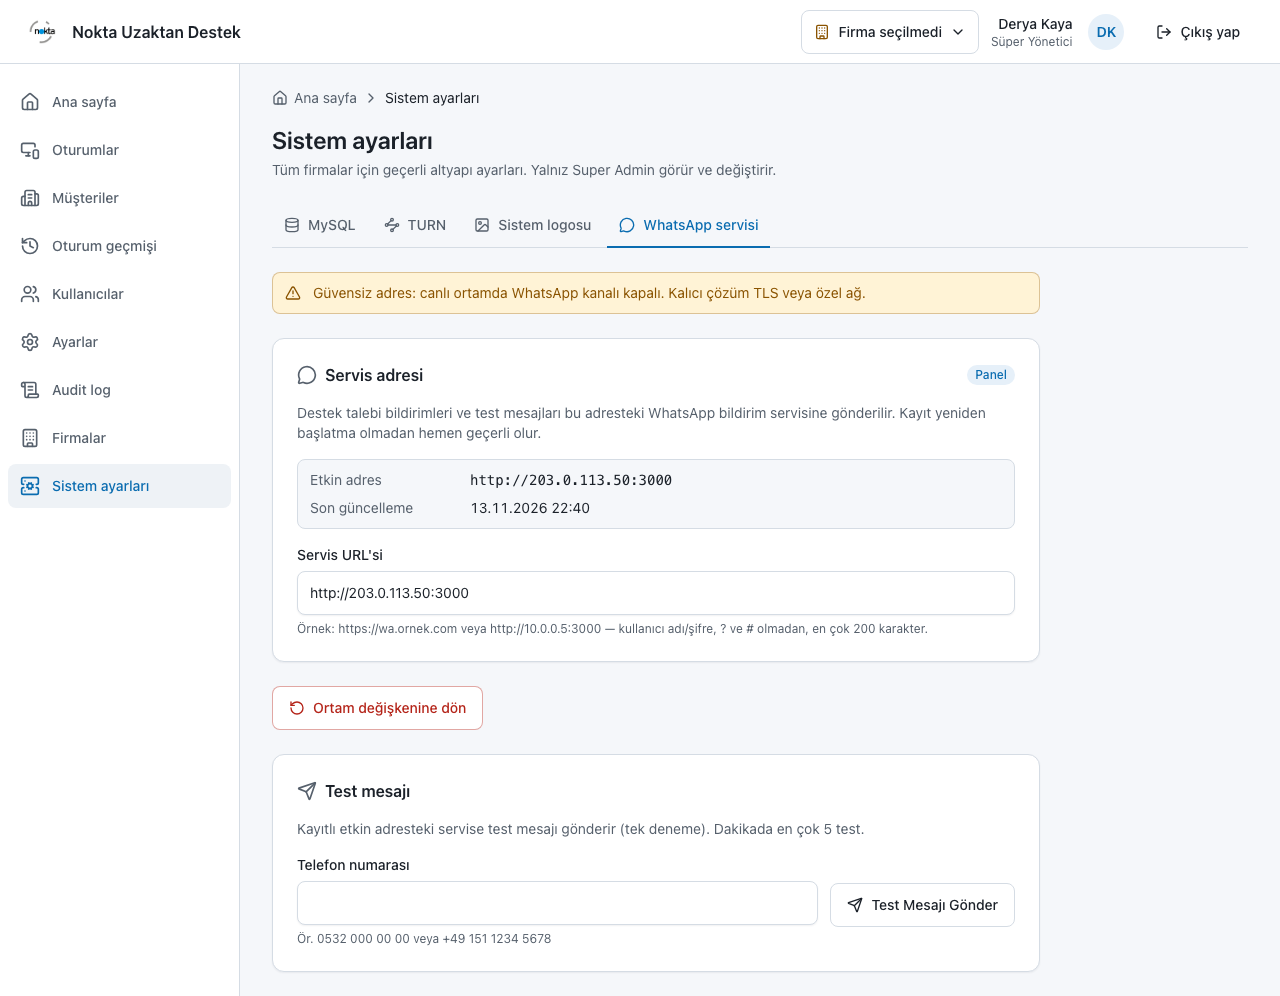 nokta
Nokta Uzaktan Destek
Firma seçilmedi
Derya Kaya
Süper Yönetici
DK
Çıkış yap
Ana sayfa
Oturumlar
Müşteriler
Oturum geçmişi
Kullanıcılar
Ayarlar
Audit log
Firmalar
Sistem ayarları
Ana sayfa
Sistem ayarları
Sistem ayarları
Tüm firmalar için geçerli altyapı ayarları. Yalnız Super Admin görür ve değiştirir.
MySQL
TURN
Sistem logosu
WhatsApp servisi
Güvensiz adres: canlı ortamda WhatsApp kanalı kapalı. Kalıcı çözüm TLS veya özel ağ.
Servis adresi
Panel
Destek talebi bildirimleri ve test mesajları bu adresteki WhatsApp bildirim servisine gönderilir. Kayıt yeniden
başlatma olmadan hemen geçerli olur.
Etkin adres http://203.0.113.50:3000
Son güncelleme 13.11.2026 22:40
Servis URL'si
http://203.0.113.50:3000
Örnek: https://wa.ornek.com veya http://10.0.0.5:3000 — kullanıcı adı/şifre, ? ve # olmadan, en çok 200 karakter.
Ortam değişkenine dön
Test mesajı
Kayıtlı etkin adresteki servise test mesajı gönderir (tek deneme). Dakikada en çok 5 test.
Telefon numarası
Test Mesajı Gönder
Ör. 0532 000 00 00 veya +49 151 1234 5678